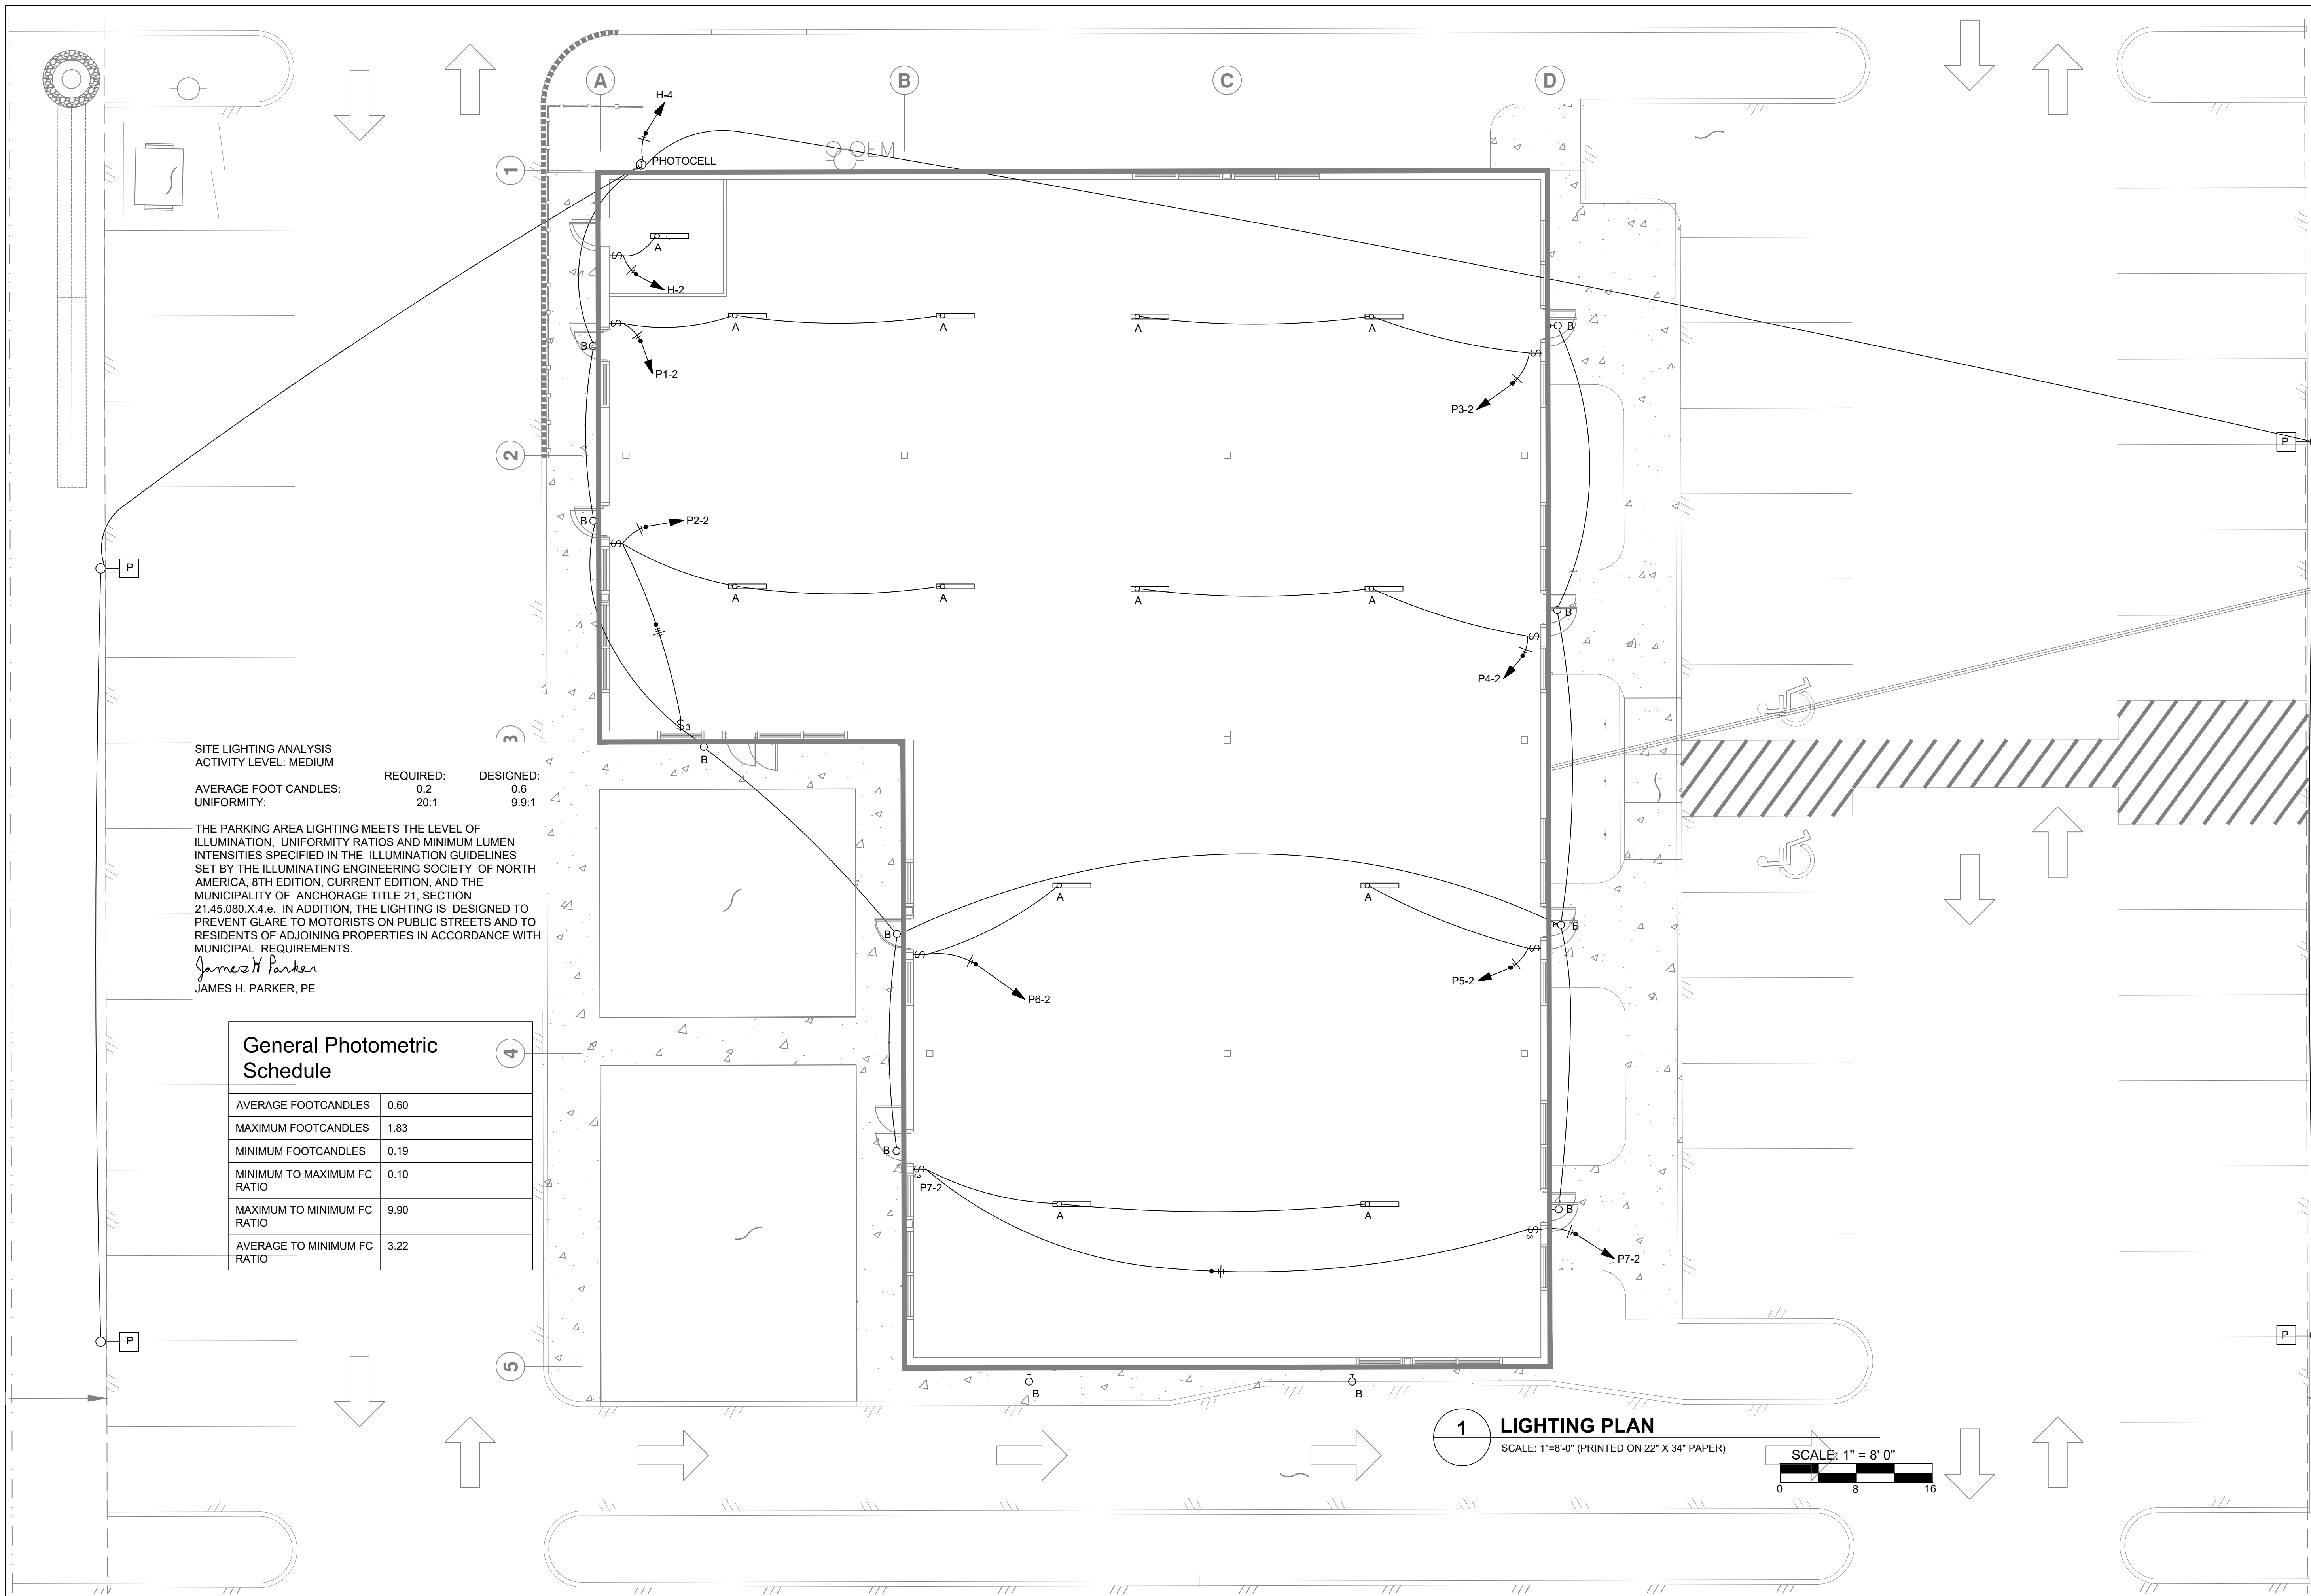 A
B
C
D
H-4
PHOTOCELL
OEM
1
A
H-2
A
A
A
A
B
B
P1-2
P3-2
2
P
B
P2-2
P
A
A
A
A
B
P4-2
S3
3
B
SITE LIGHTING ANALYSIS
ACTIVITY LEVEL: MEDIUM
REQUIRED: DESIGNED:
AVERAGE FOOT CANDLES: 0.2 0.6
UNIFORMITY: 20:1 9.9:1
THE PARKING AREA LIGHTING MEETS THE LEVEL OF
ILLUMINATION, UNIFORMITY RATIOS AND MINIMUM LUMEN
INTENSITIES SPECIFIED IN THE ILLUMINATION GUIDELINES
SET BY THE ILLUMINATING ENGINEERING SOCIETY OF NORTH
AMERICA, 8TH EDITION, CURRENT EDITION, AND THE
MUNICIPALITY OF ANCHORAGE TITLE 21, SECTION
21.45.080.X.4.e. IN ADDITION, THE LIGHTING IS DESIGNED TO
PREVENT GLARE TO MOTORISTS ON PUBLIC STREETS AND TO
RESIDENTS OF ADJOINING PROPERTIES IN ACCORDANCE WITH
MUNICIPAL REQUIREMENTS.
James H Parker
JAMES H. PARKER, PE
A
A
B
B
P6-2
P5-2
General Photometric
Schedule
AVERAGE FOOTCANDLES 0.60
MAXIMUM FOOTCANDLES 1.83
MINIMUM FOOTCANDLES 0.19
MINIMUM TO MAXIMUM FC 0.10
RATIO
MAXIMUM TO MINIMUM FC 9.90
RATIO
AVERAGE TO MINIMUM FC 3.22
RATIO
4
B
S3
P7-2
A
A
B
S3
P7-2
P
P
5
B
B
1
LIGHTING PLAN
SCALE: 1"=8'-0" (PRINTED ON 22" X 34" PAPER)
SCALE: 1" = 8' 0"
0 8 16